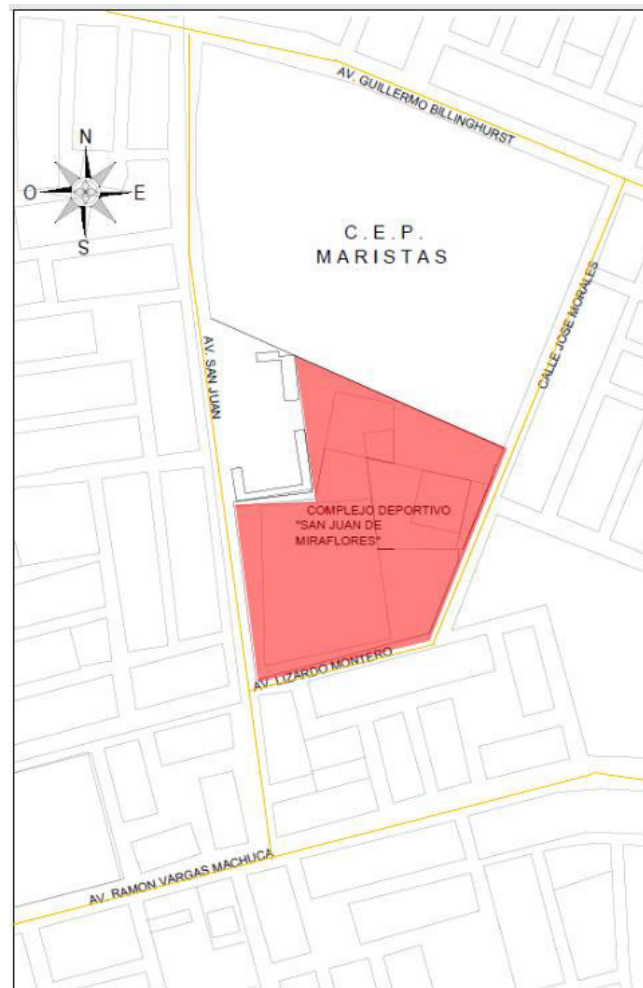 AV. GUILLERMO BILLINGHURST
N
O
E
S
C.E.P.
MARISTAS
CALLE JOSE MORALES
AV. SAN JUAN
COMPLEJO DEPORTIVO
"SAN JUAN DE
MIRAFLORES"
AV. LIZARDO MONTERO
AV. RAMON VARGAS MACHUCA